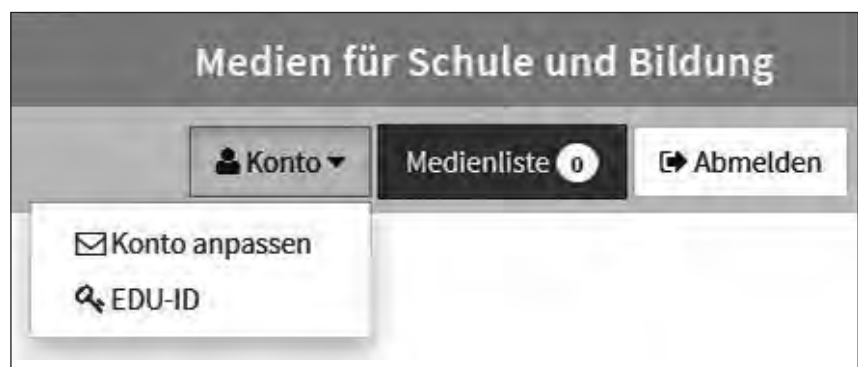 Medien für Schule und Bildung
Konto Medienliste 0 Abmelden
Konto anpassen
EDU-ID